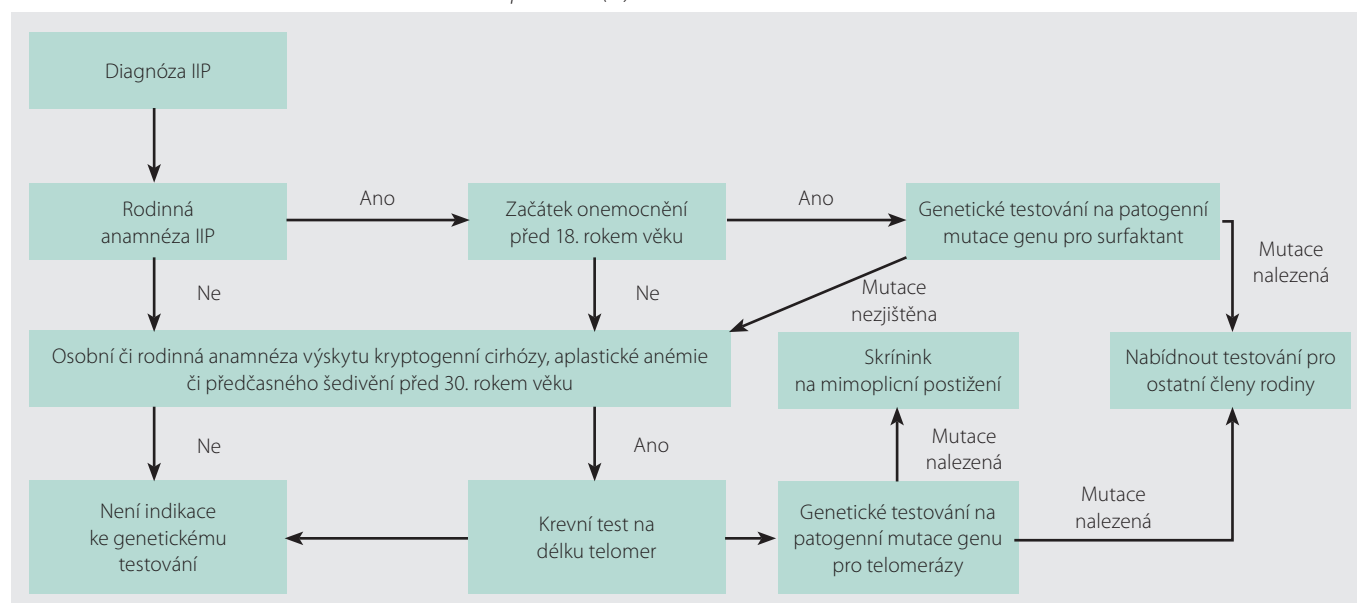 Diagnóza IIP
Rodinná
anamnéza IIP
Ano
Začátek onemocnění
před 18. rokem věku
Ano
Genetické testování na patogenní
mutace genu pro surfaktant
Mutace
nalezená
Ne
Ne
Mutace
nezjištěna
Osobní či rodinná anamnéza výskytu kryptogenní cirhózy, aplastické anémie
či předčasného šedivění před 30. rokem věku
Skrínink
na mimoplicní postižení
Nabídnout testování pro
ostatní členy rodiny
Ne
Ano
Mutace
nalezená
Není indikace
ke genetickému
testování
Krevní test na
délku telomer
Genetické testování na
patogenní mutace genu
pro telomerázy
Mutace
nalezená